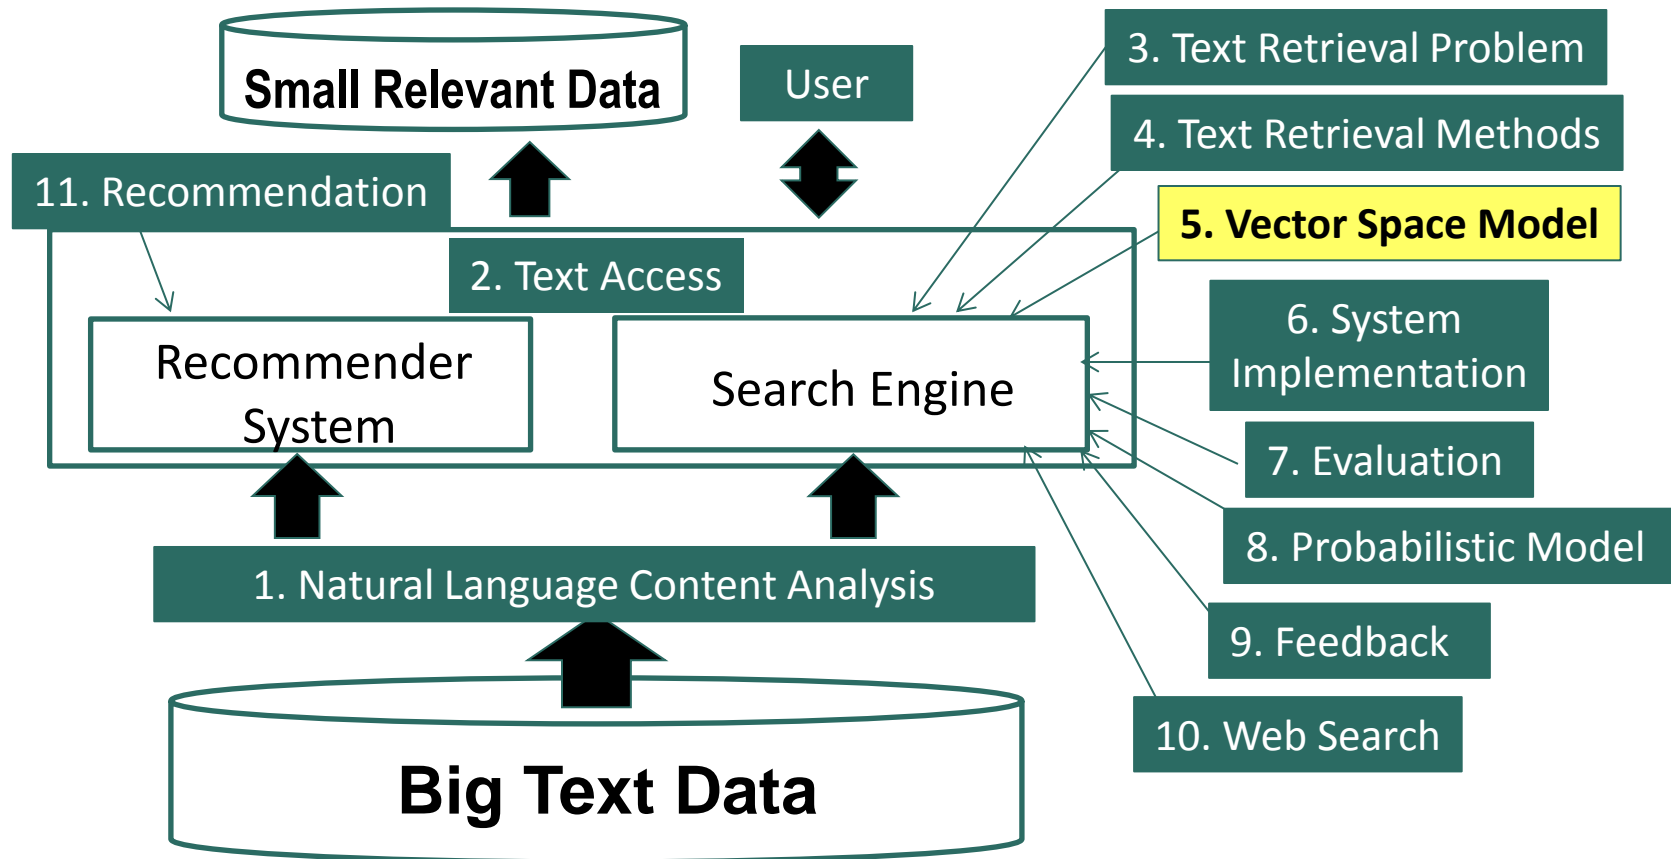 Small Relevant Data
User
3. Text Retrieval Problem
4. Text Retrieval Methods
11. Recommendation
5. Vector Space Model
2. Text Access
6. System
Implementation
Recommender
System
Search Engine
7. Evaluation
8. Probabilistic Model
1. Natural Language Content Analysis
9. Feedback
10. Web Search
Big Text Data